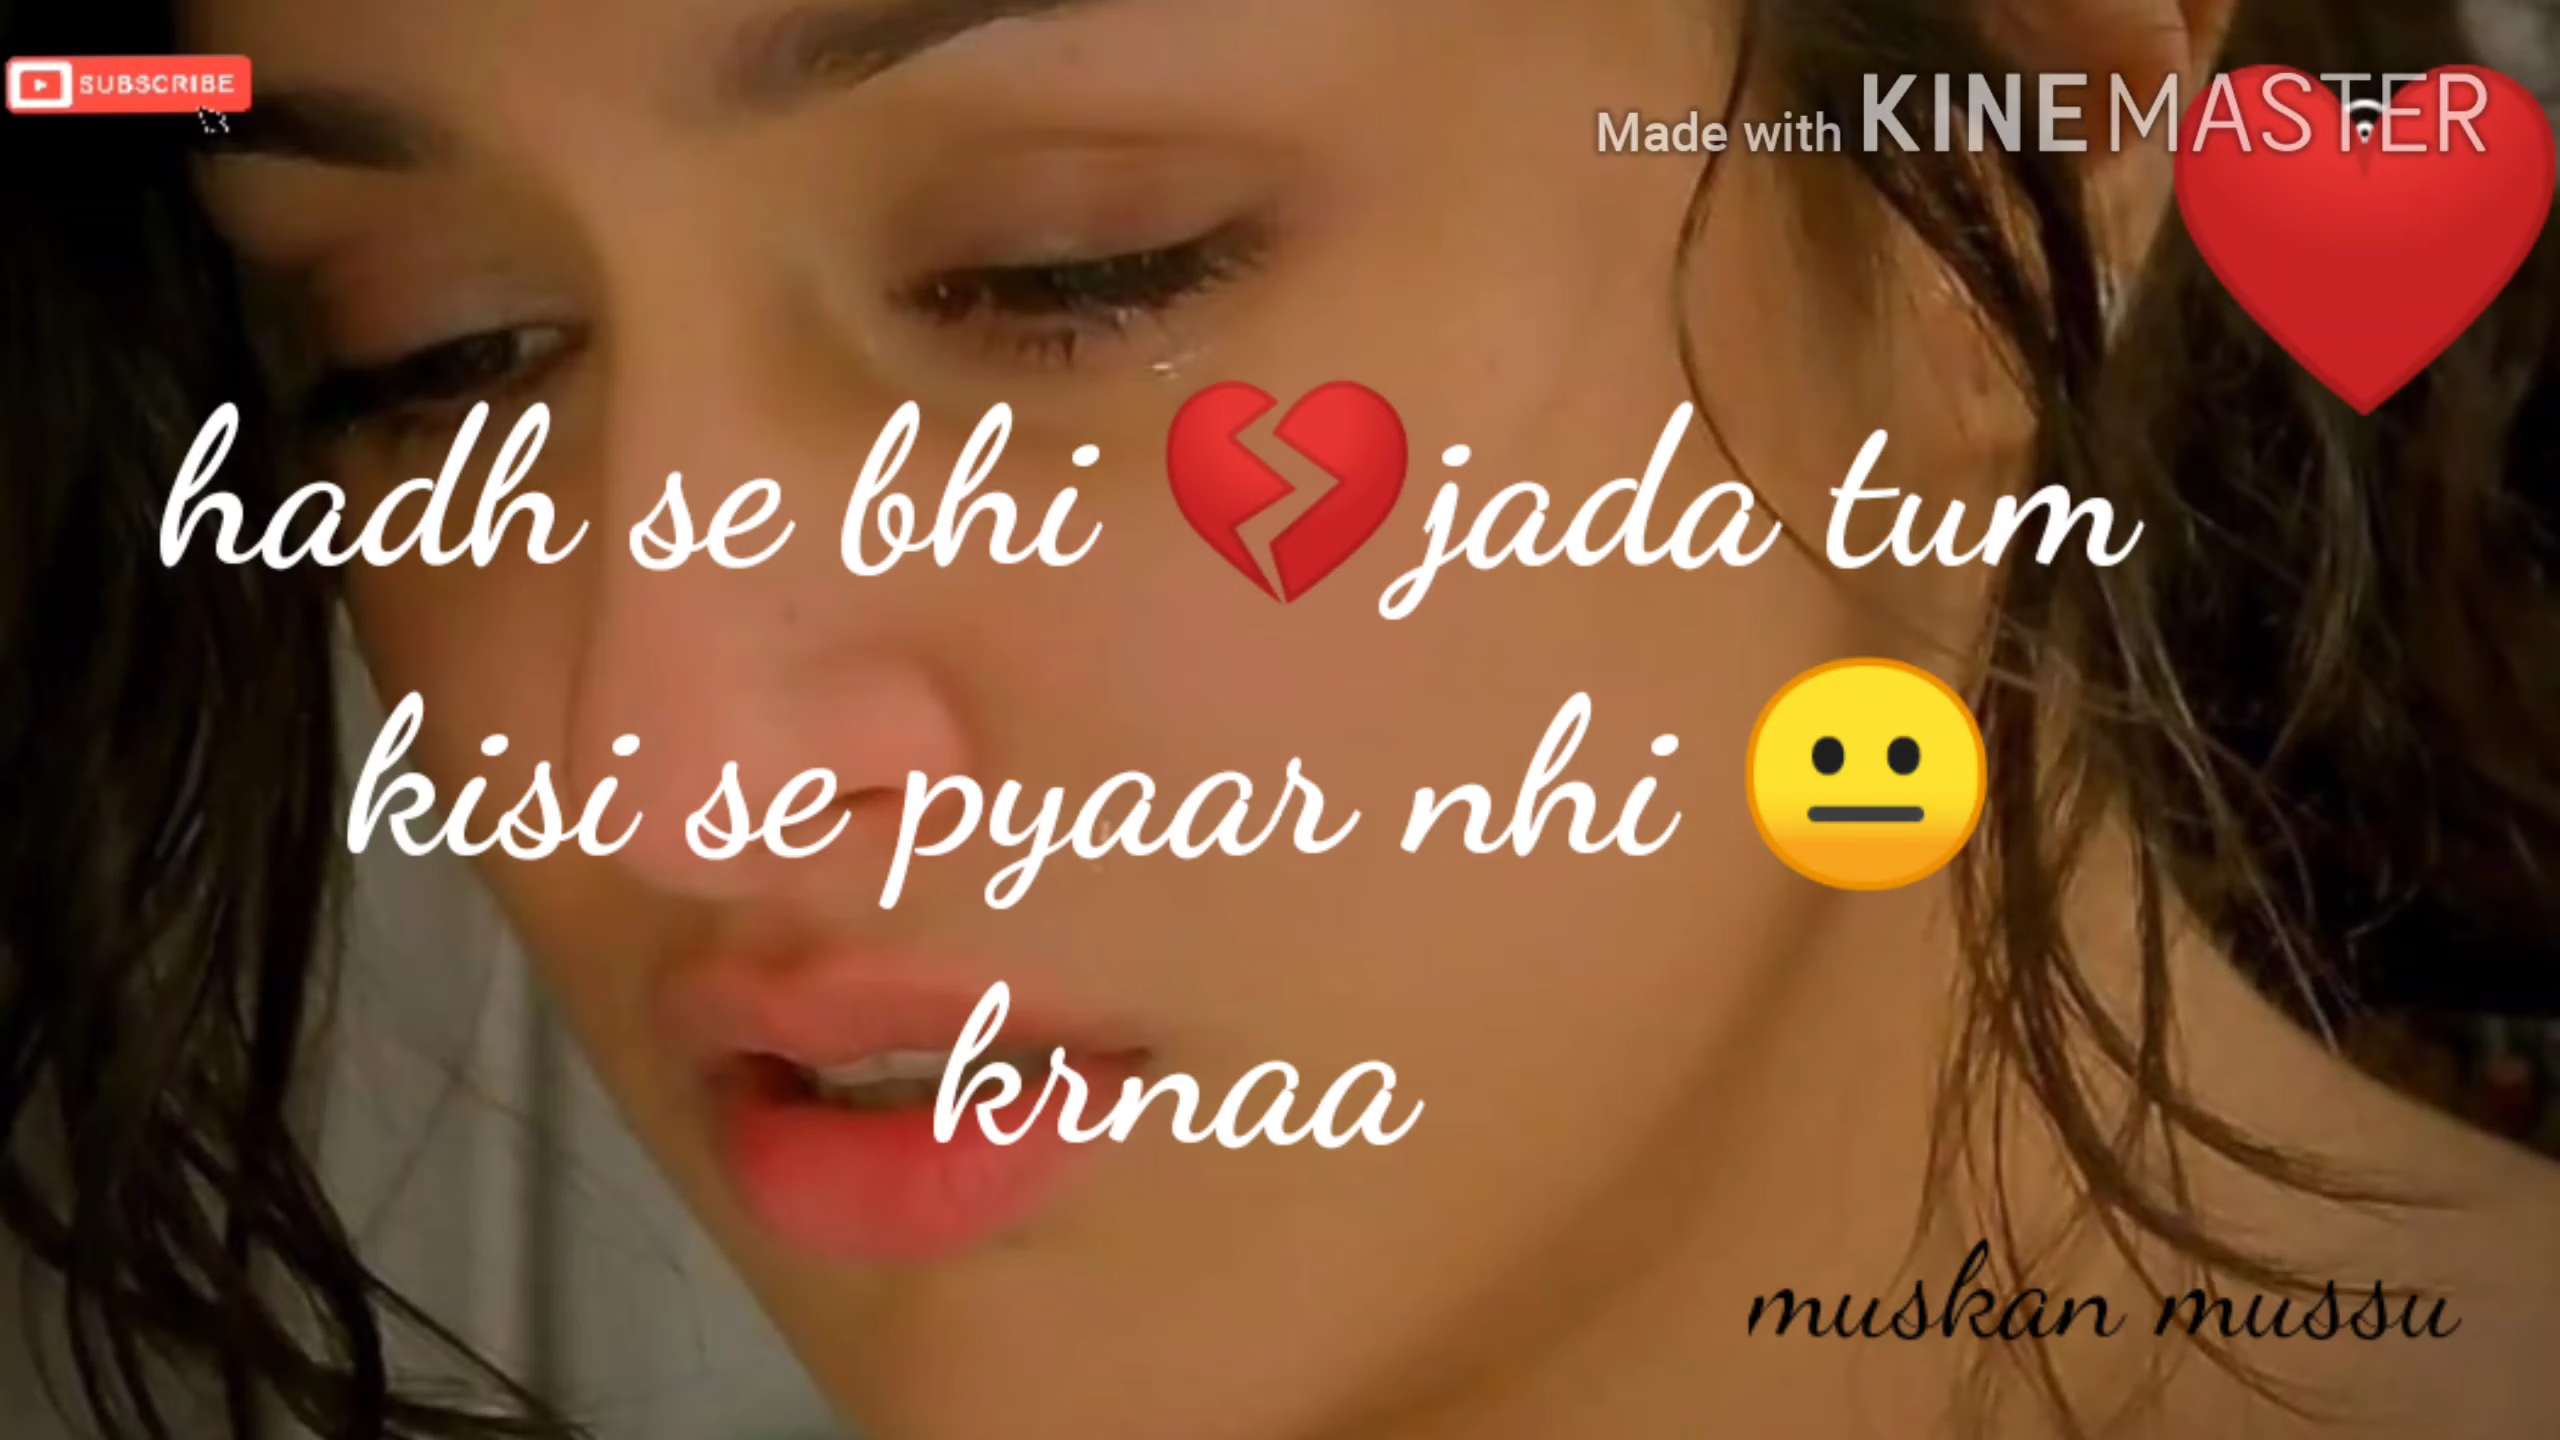 SUBSCRIBE
Made with KINEMASTER
hadh se bhi 💔jada tum
kisi se pyaar nhi 😐
krnaa
muskan mussu